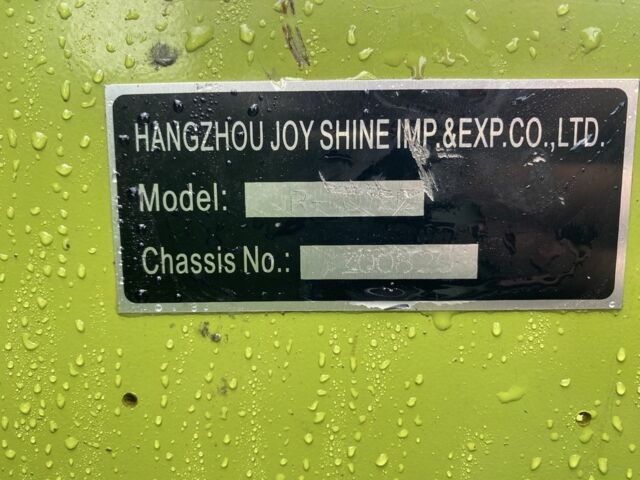 HANGZHOU JOY SHINE IMP.&EXP.CO.,LTD.
Model:
Chassis No.: